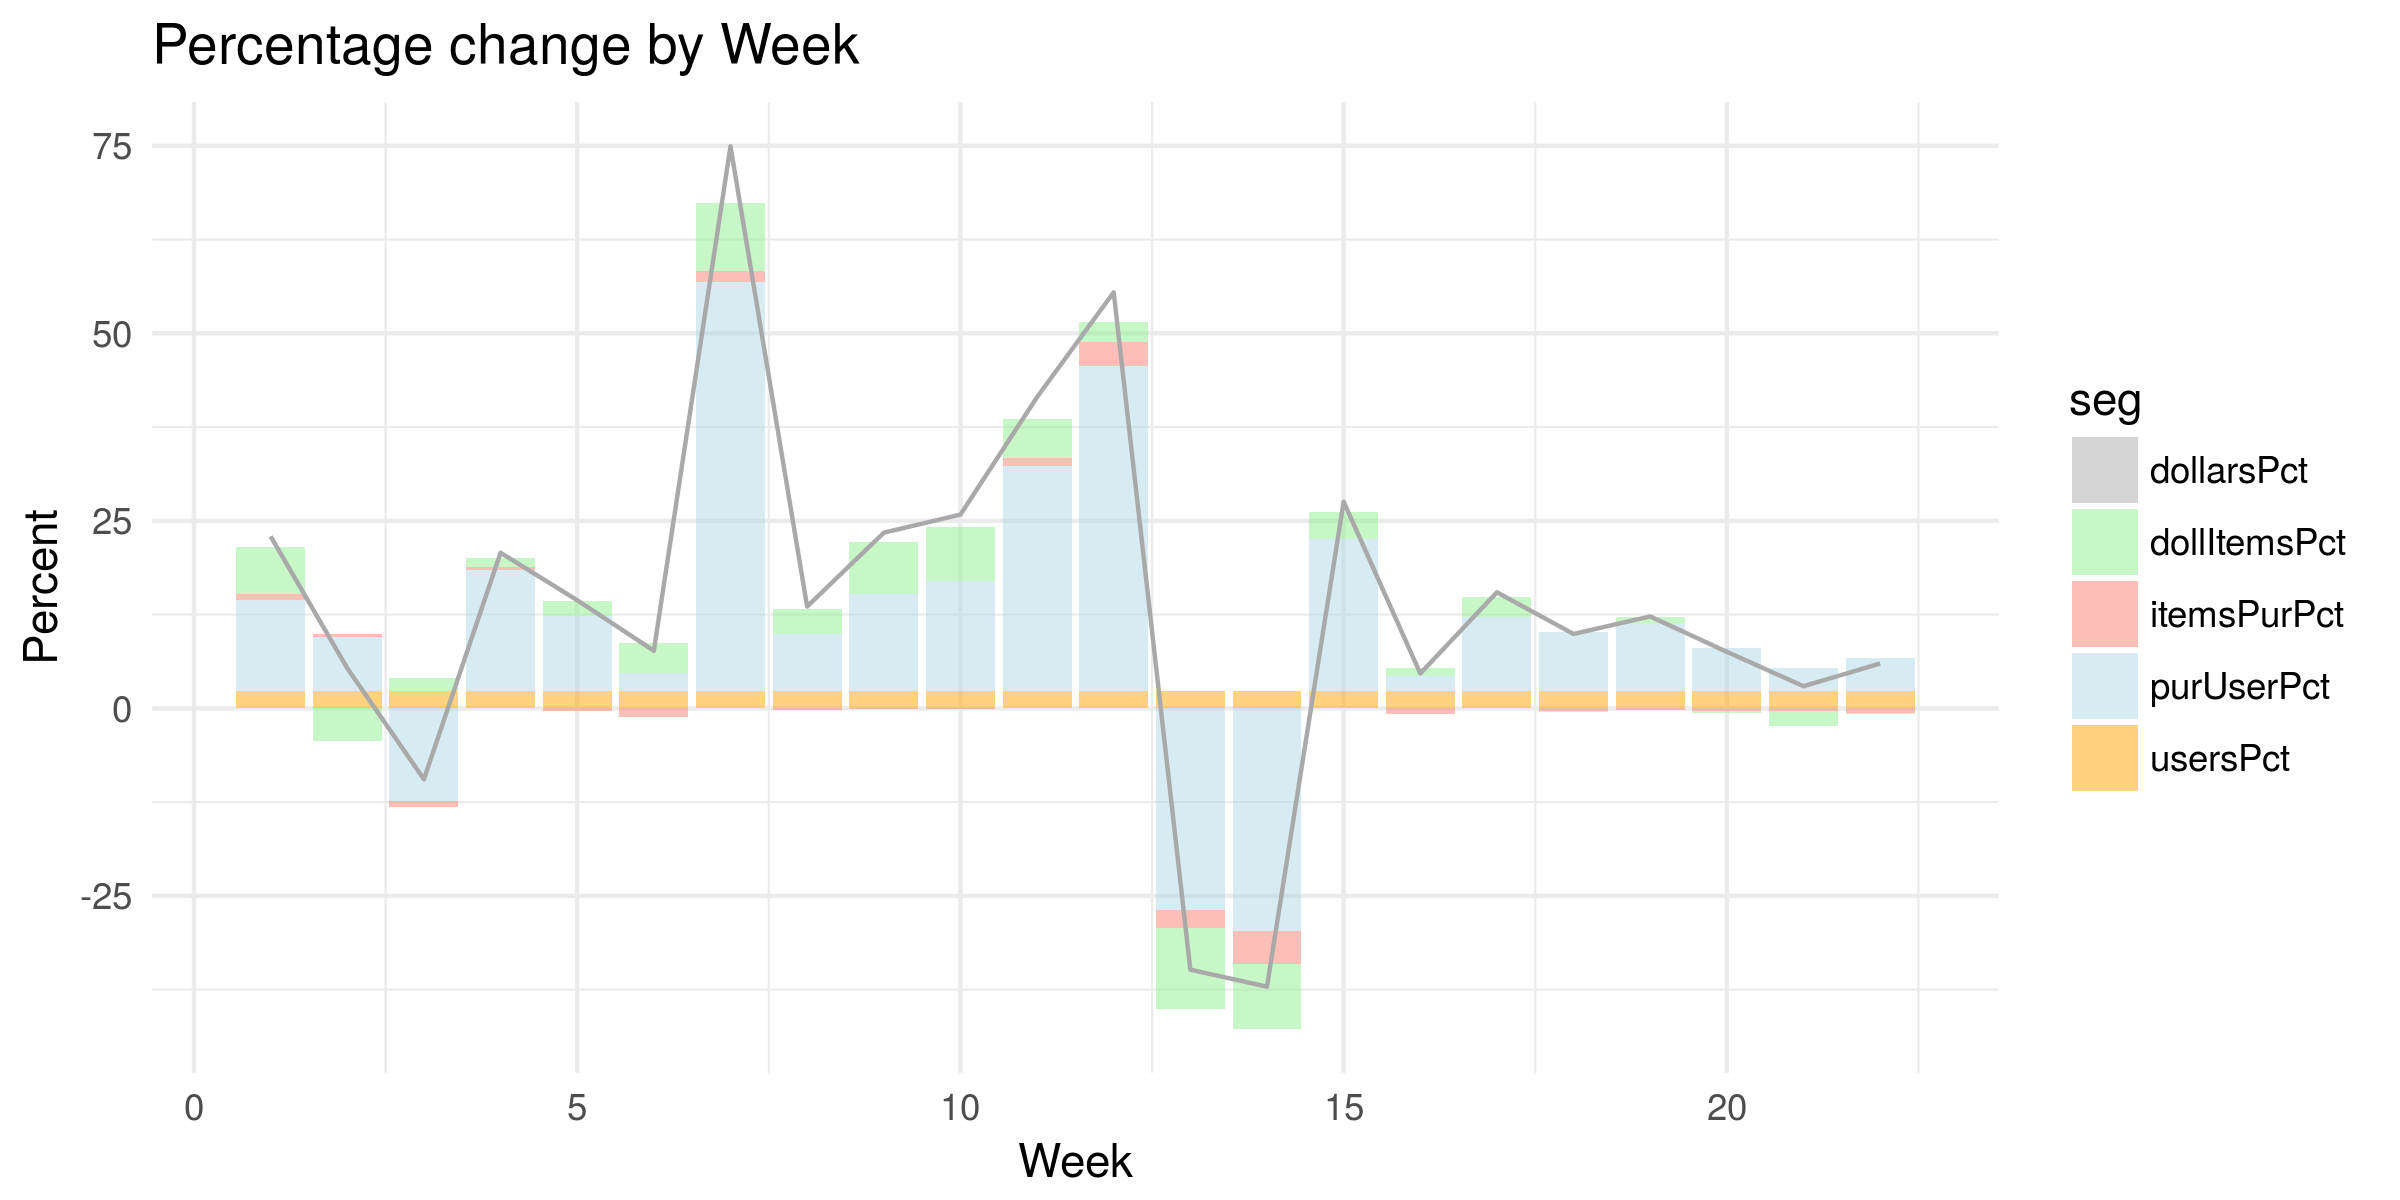 Percentage change by Week
75
50
25
0
-25
Percent
0 5 10 15 20
Week
seg
dollarsPct
dollItemsPct
itemsPurPct
purUserPct
usersPct